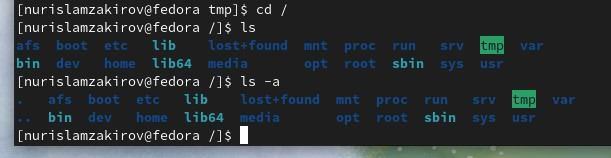 [nurislamzakirov@fedora tmp]$ cd /
[nurislamzakirov@fedora /]$ ls
afs  boot  etc   lib    lost+found  mnt  proc  run   srv  tmp  var
bin  dev   home  lib64  media       opt  root  sbin  sys  usr
[nurislamzakirov@fedora /]$ ls -a
.   afs  boot  etc   lib    lost+found  mnt  proc  run   srv  tmp  var
..  bin  dev   home  lib64  media       opt  root  sbin  sys  usr
[nurislamzakirov@fedora /]$